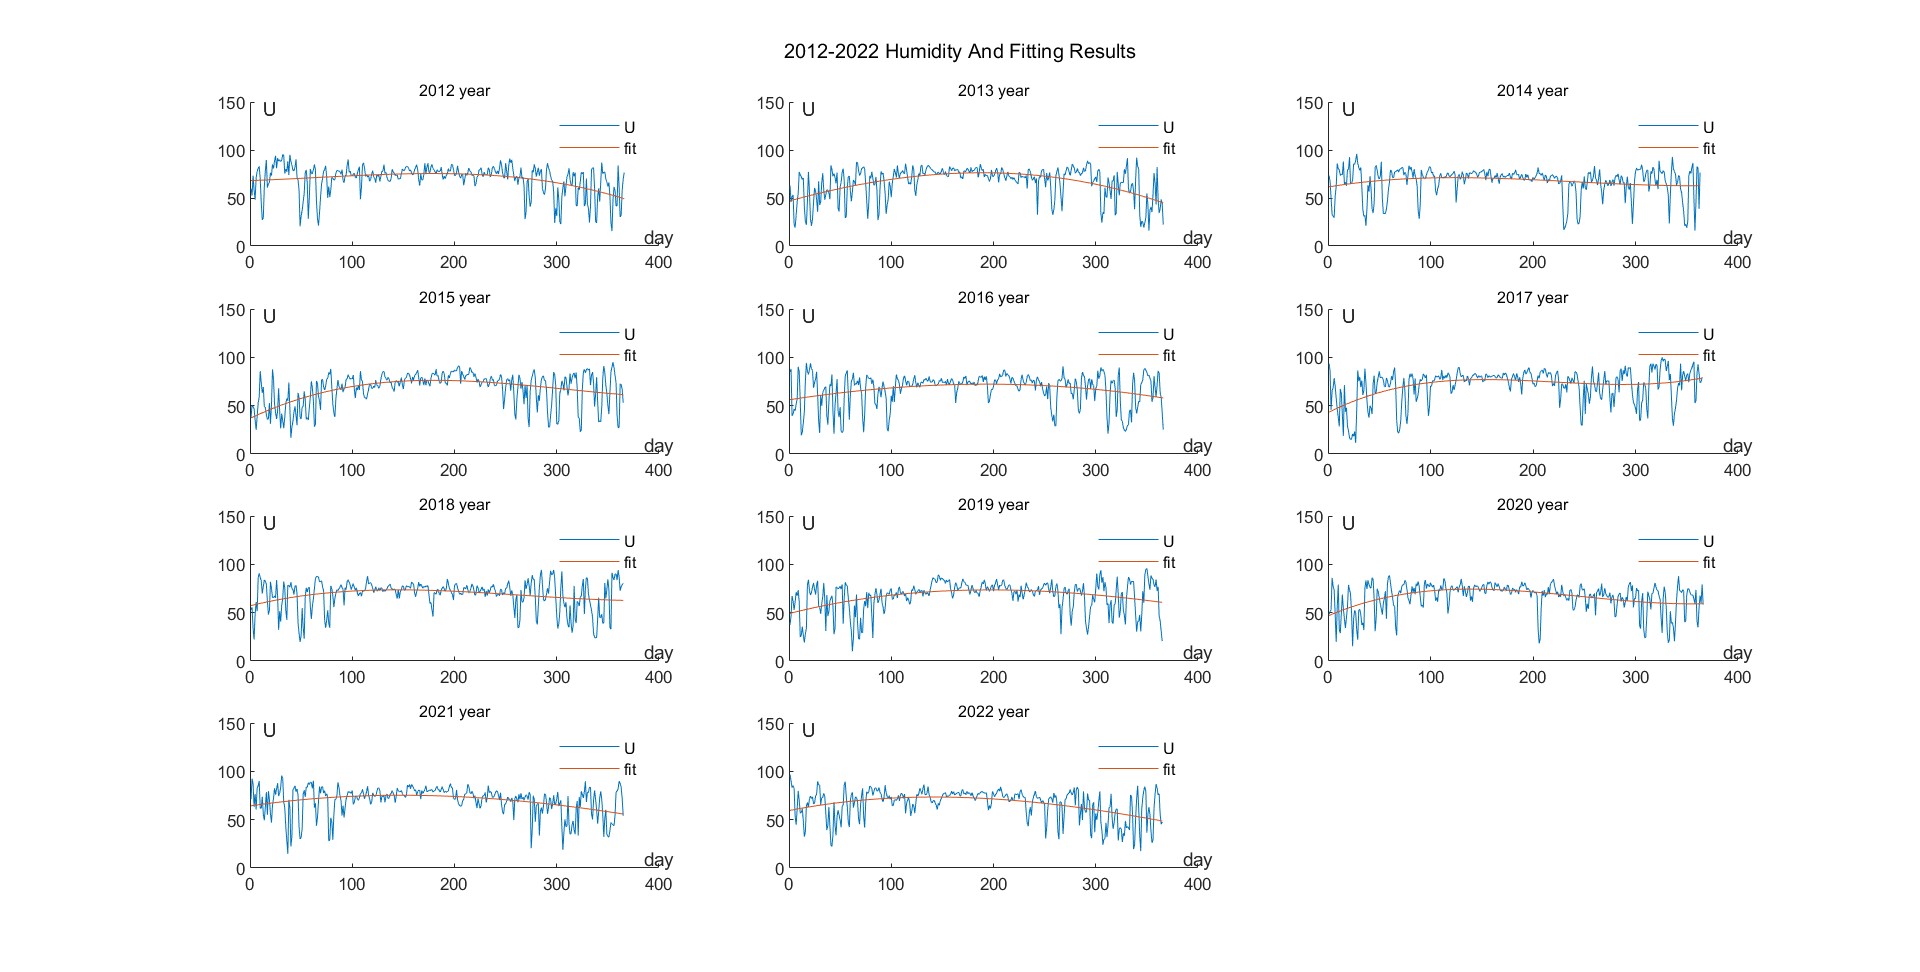 2012-2022 Humidity And Fitting Results
2012 year
U
150
100
50
0
0 100 200 300 400
day
U
fit
2013 year
U
150
100
50
0
0 100 200 300 400
day
U
fit
2014 year
U
150
100
50
0
0 100 200 300 400
day
U
fit
2015 year
U
150
100
50
0
0 100 200 300 400
day
U
fit
2016 year
U
150
100
50
0
0 100 200 300 400
day
U
fit
2017 year
U
150
100
50
0
0 100 200 300 400
day
U
fit
2018 year
U
150
100
50
0
0 100 200 300 400
day
U
fit
2019 year
U
150
100
50
0
0 100 200 300 400
day
U
fit
2020 year
U
150
100
50
0
0 100 200 300 400
day
U
fit
2021 year
U
150
100
50
0
0 100 200 300 400
day
U
fit
2022 year
U
150
100
50
0
0 100 200 300 400
day
U
fit